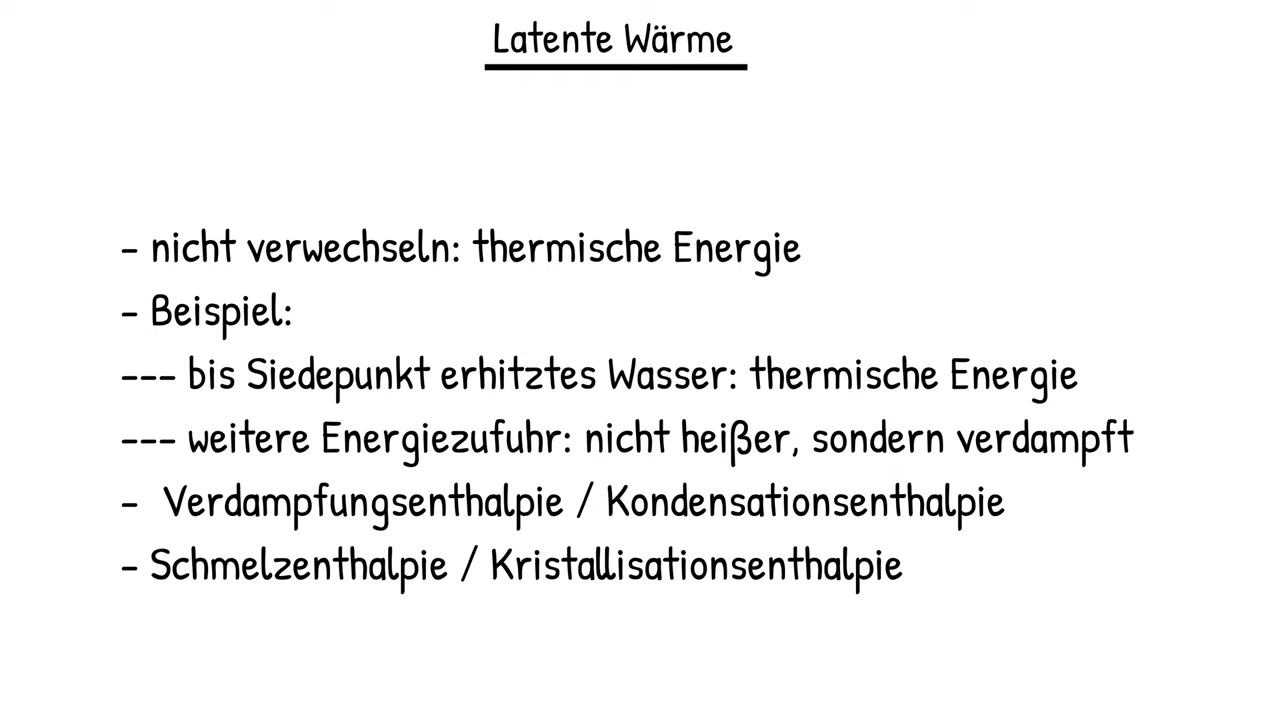 Latente Wärme
- nicht verwechseln: thermische Energie
- Beispiel:
--- bis Siedepunkt erhitztes Wasser: thermische Energie
--- weitere Energiezufuhr: nicht heißer, sondern verdampft
-  Verdampfungsenthalpie / Kondensationsenthalpie
- Schmelzenthalpie / Kristallisationsenthalpie